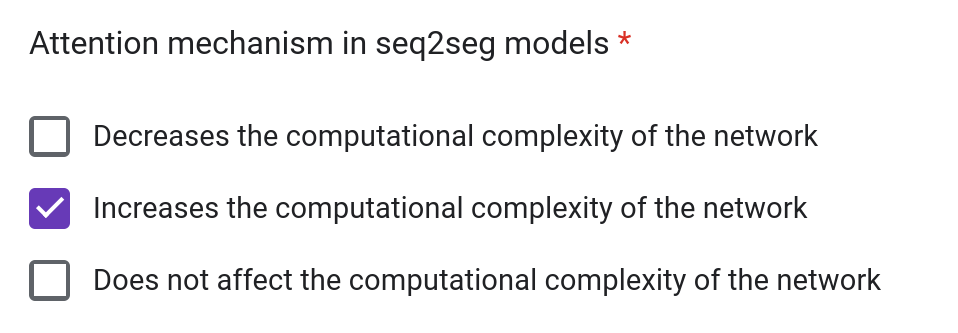 Attention mechanism in seq2seg models *
Decreases the computational complexity of the network
Increases the computational complexity of the network
Does not affect the computational complexity of the network